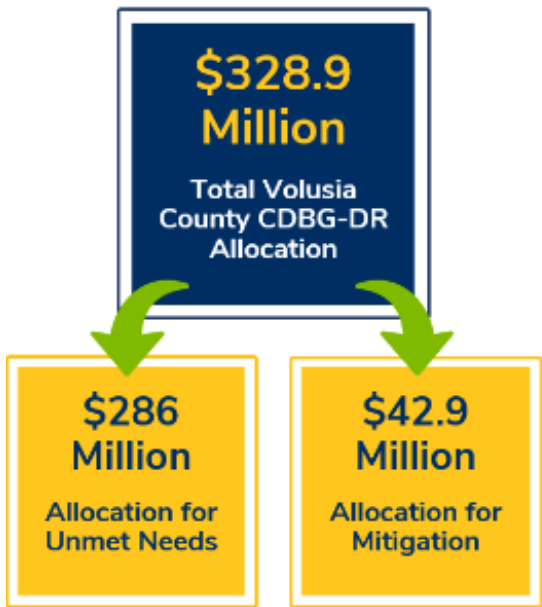 $328.9
Million
Total Volusia
County CDBG-DR
Allocation
$286
Million
Allocation for
Unmet Needs
$42.9
Million
Allocation for
Mitigation